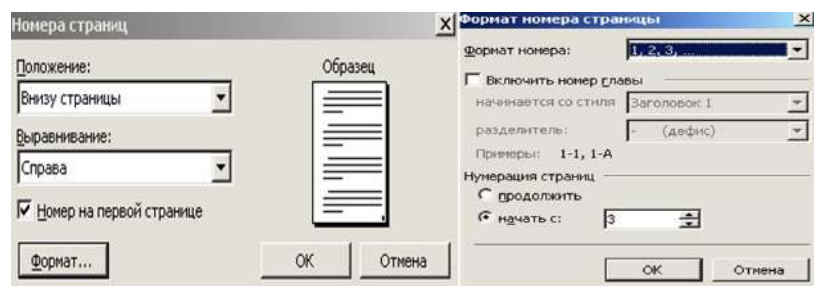 Номера страниц
X
Положение:
Образец
Внизу страницы
Выравнивание:
Справа
Номер на первой странице
Формат...
ОК
Отмена
Формат номера страницы
×
Формат номера:
1, 2, 3, ...
Включить номер главы
начинается со стиля
Заголовок 1
разделитель:
- (дефис)
Примеры: 1-1, 1-A
Нумерация страниц
продолжить
начать с:
3
ОК
Отмена